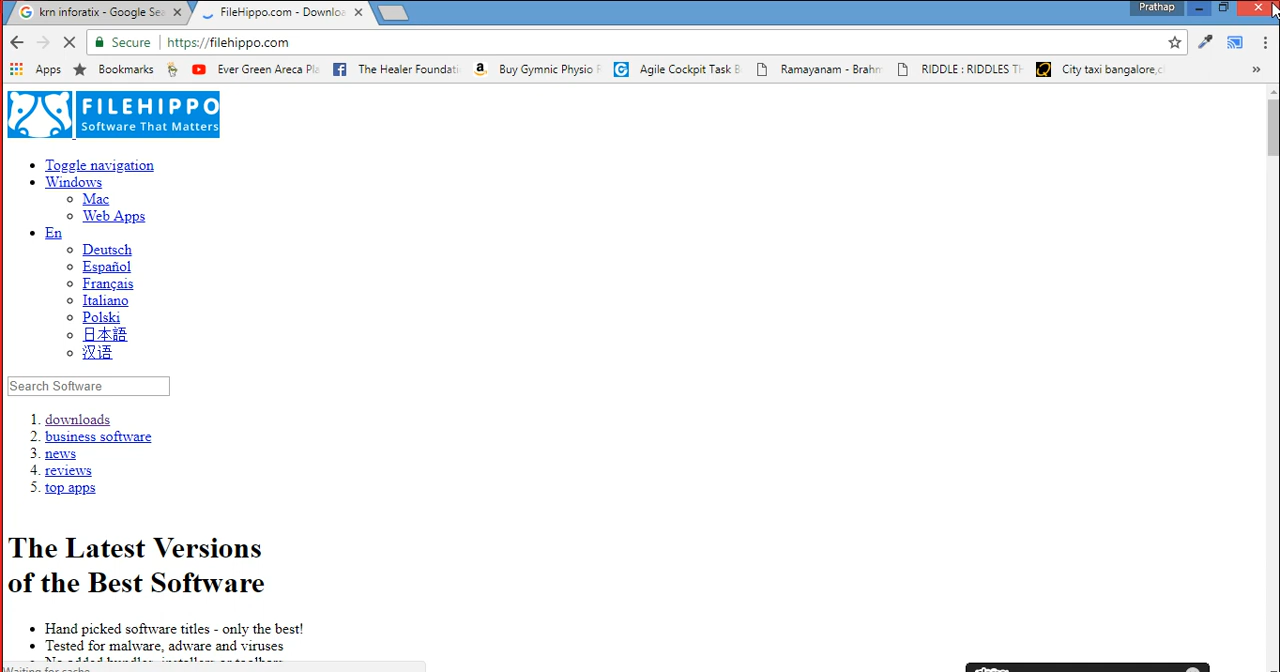 krn inforatix - Google Sea
FileHippo.com - Downloa
Prathap
Secure
https://filehippo.com
Apps
Bookmarks
Ever Green Areca Pla
The Healer Foundati
Buy Gymnic Physio
Agile Cockpit Task B
Ramayanam - Brahm
RIDDLE : RIDDLES TH
City taxi bangalore,c
»
FILEHIPPO
Software That Matters
Toggle navigation
Windows
Mac
Web Apps
En
Deutsch
Español
Français
Italiano
Polski
日本語
汉语
Search Software
1. downloads
2. business software
3. news
4. reviews
5. top apps
The Latest Versions
of the Best Software
Hand picked software titles - only the best!
Tested for malware, adware and viruses
No added bundles, installers or toolbars
Waiting for cache